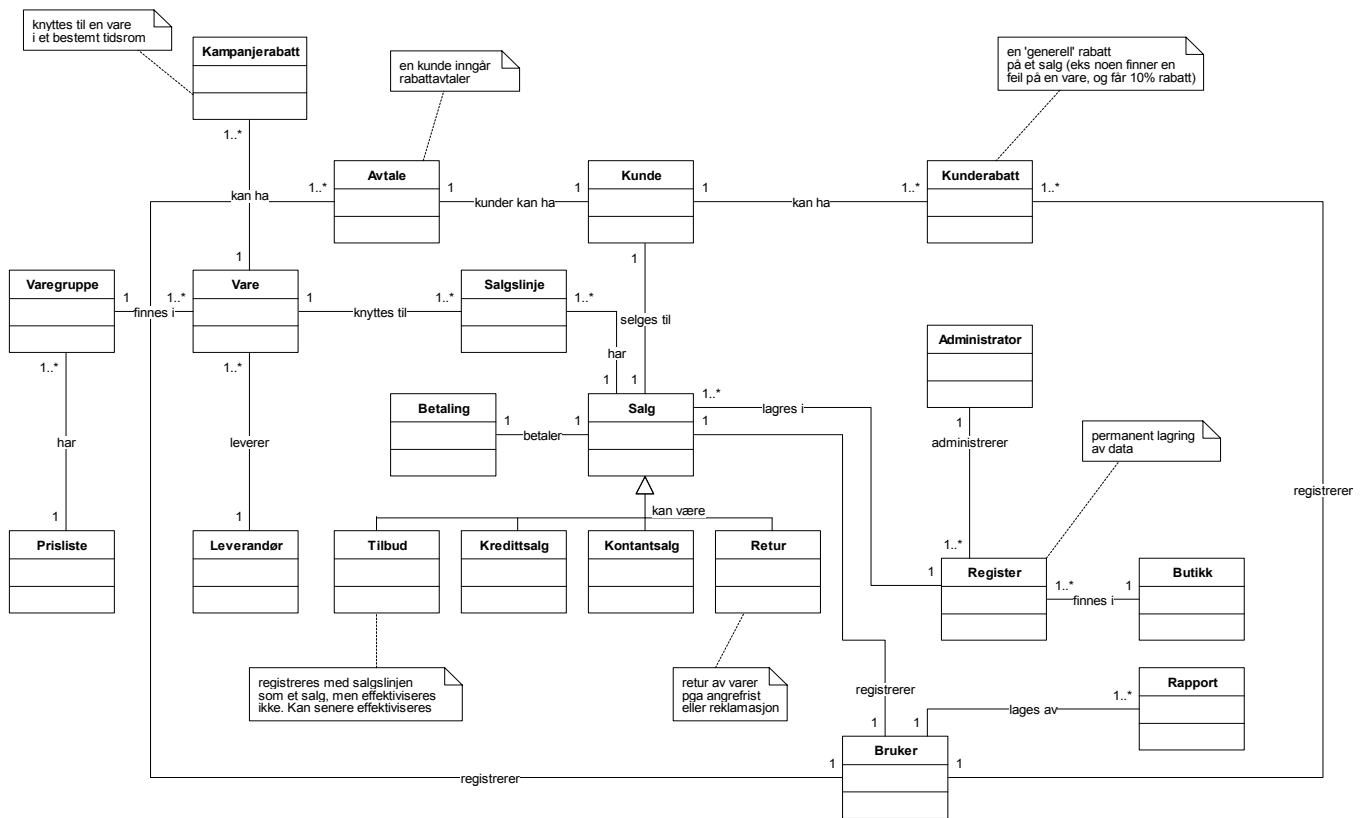 knyttes til en vare
i et bestemt tidsrom
Kampanjerabatt
en kunde inngår
rabattavtaler
en 'generell' rabatt
på et salg (eks noen finner en
feil på en vare, og får 10% rabatt)
1..*
kan ha
1
1..*
Avtale
1
kunder kan ha
1
Kunde
1
kan ha
1..*
Kunderabatt
1..*
Varegruppe
1
finnes i
1..*
Vare
1
knyttes til
1..*
Salgslinje
1..*
har
1
1
selges til
1
Administrator
1
administrerer
1..*
1..*
har
1
1..*
leverer
1
Betaling
1
betaler
1
Salg
1..*
lagres i
1
1
permanent lagring
av data
registrerer
kan være
Prisliste
Leverandør
Tilbud
Kredittsalg
Kontantsalg
Retur
Register
1..*
finnes i
1
Butikk
registreres med salgslinjen
som et salg, men effektiviseres
ikke. Kan senere effektiviseres
retur av varer
pga angrefrist
eller reklamasjon
registrerer
1
1
lages av
1..*
Rapport
registrerer
1
Bruker
1